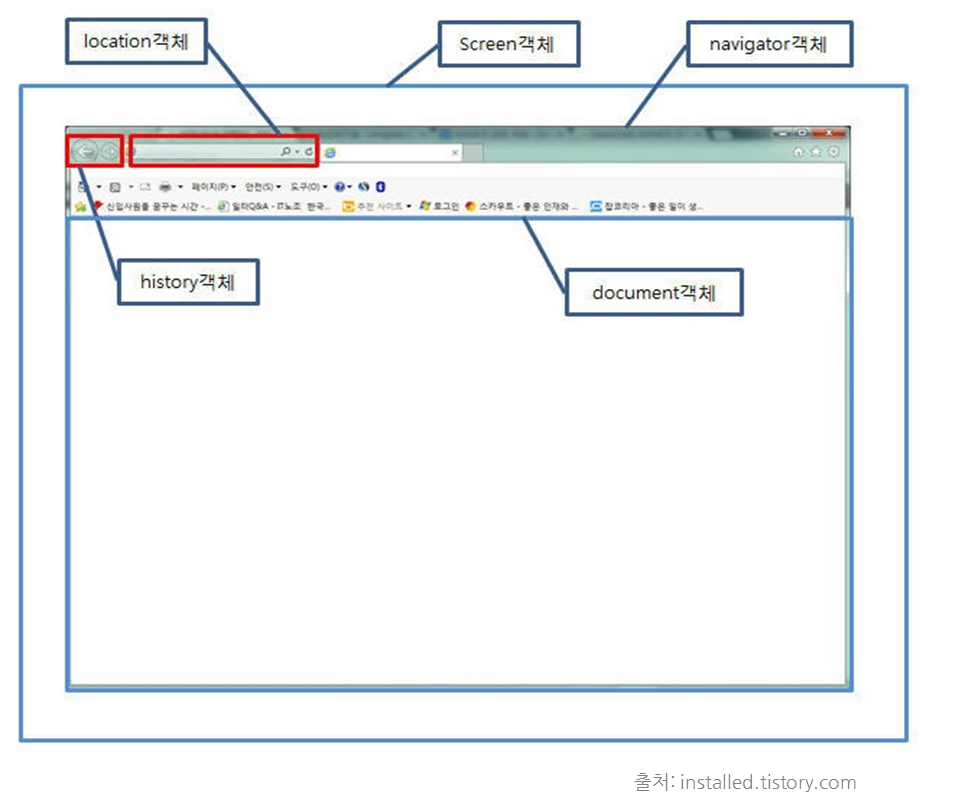 location객체
Screen객체
navigator객체
페이지(P) 안전(S) 도구(O)
신입사원을 꿈꾸는 시간 -... 일타Q&A - IT노조 한국... 추천 사이트 로그인 스카우트 - 좋은 인재와 ... 잡코리아 - 좋은 일이 생...
history객체
document객체
출처: installed.tistory.com